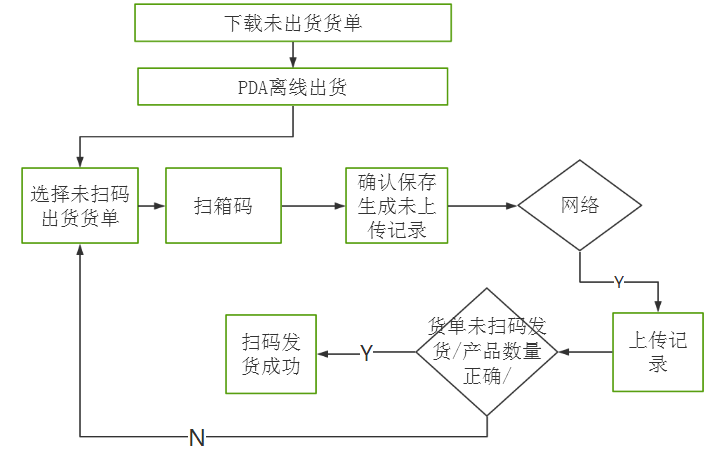 下载未出货货单
PDA离线出货
选择未扫码
出货货单
扫箱码
确认保存
生成未上
传记录
网络
Y
上传记
录
货单未扫码发
货/产品数量
正确/
Y
扫码发
货成功
N